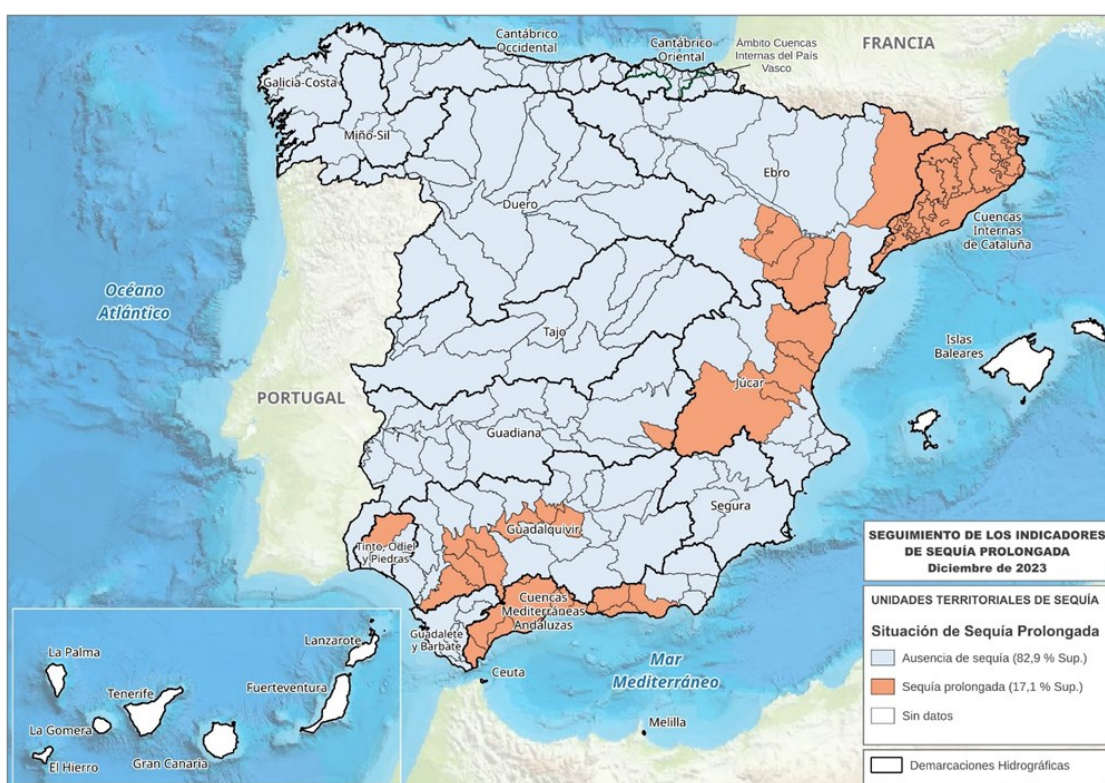 Cantábrico
Occidental
Cantábrico
Oriental
Ámbito Cuencas
Internas del País
Vasco
FRANCIA
Galicia-Costa
Miño-Sil
Ebro
Duero
Cuencas
Internas
de Cataluña
Océano
Atlántico
Tajo
Islas
Baleares
Júcar
PORTUGAL
Guadiana
Segura
Guadalquivir
Tinto, Odiel
y Piedras
Cuencas
Mediterráneas
Andaluzas
Guadalete
y Barbate
Ceuta
Mar
Mediterráneo
Melilla
La Palma
Lanzarote
Tenerife
Fuerteventura
La Gomera
El Hierro
Gran Canaria
SEGUIMIENTO DE LOS INDICADORES
DE SEQUÍA PROLONGADA
Diciembre de 2023
UNIDADES TERRITORIALES DE SEQUÍA
Situación de Sequía Prolongada
Ausencia de sequía (82,9 % Sup.)
Sequía prolongada (17,1 % Sup.)
Sin datos
Demarcaciones Hidrográficas